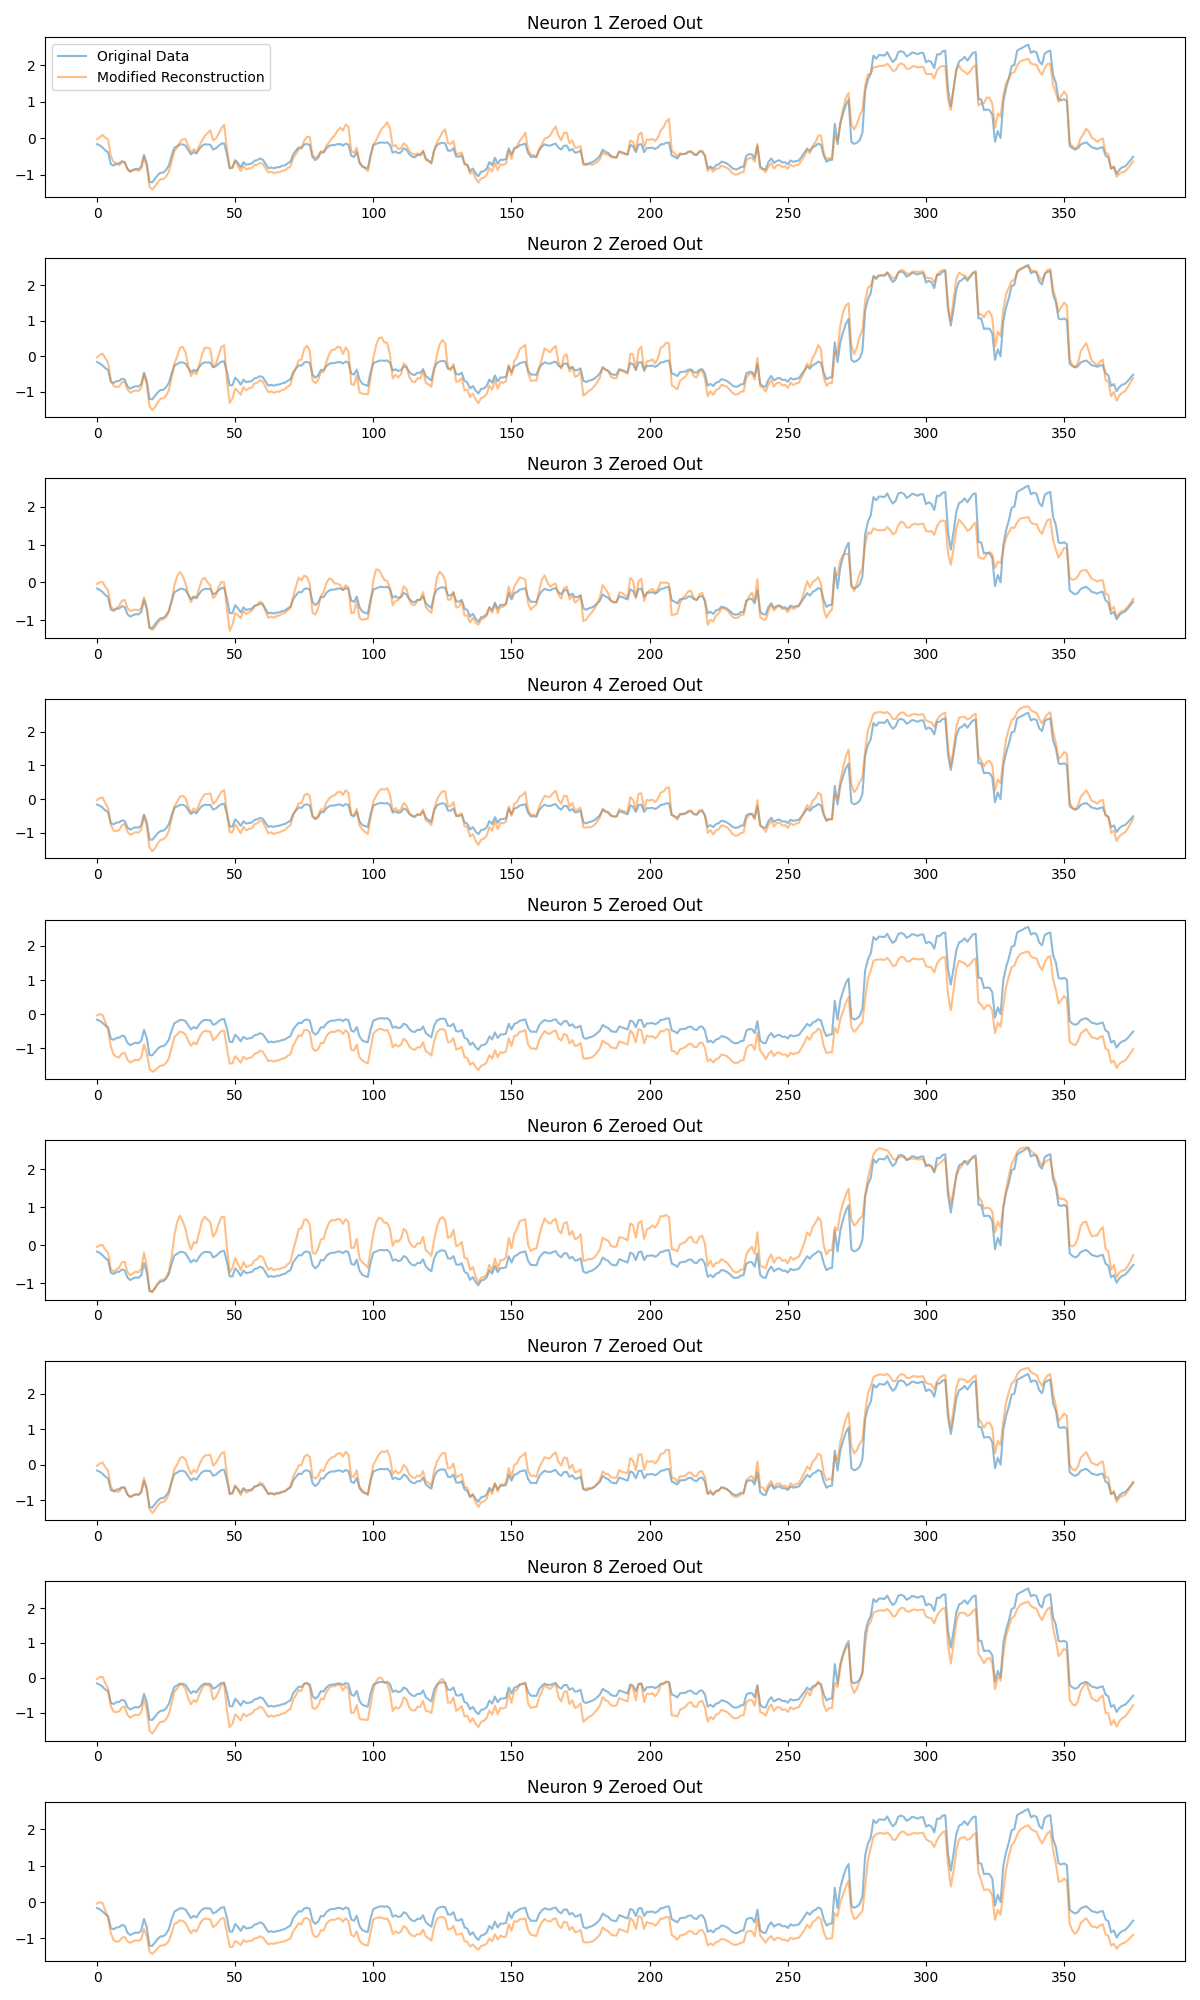 Neuron 1 Zeroed Out
Original Data
Modified Reconstruction
2
1
0
−1
0 50 100 150 200 250 300 350
Neuron 2 Zeroed Out
2
1
0
−1
0 50 100 150 200 250 300 350
Neuron 3 Zeroed Out
2
1
0
−1
0 50 100 150 200 250 300 350
Neuron 4 Zeroed Out
2
1
0
−1
0 50 100 150 200 250 300 350
Neuron 5 Zeroed Out
2
1
0
−1
0 50 100 150 200 250 300 350
Neuron 6 Zeroed Out
2
1
0
−1
0 50 100 150 200 250 300 350
Neuron 7 Zeroed Out
2
1
0
−1
0 50 100 150 200 250 300 350
Neuron 8 Zeroed Out
2
1
0
−1
0 50 100 150 200 250 300 350
Neuron 9 Zeroed Out
2
1
0
−1
0 50 100 150 200 250 300 350